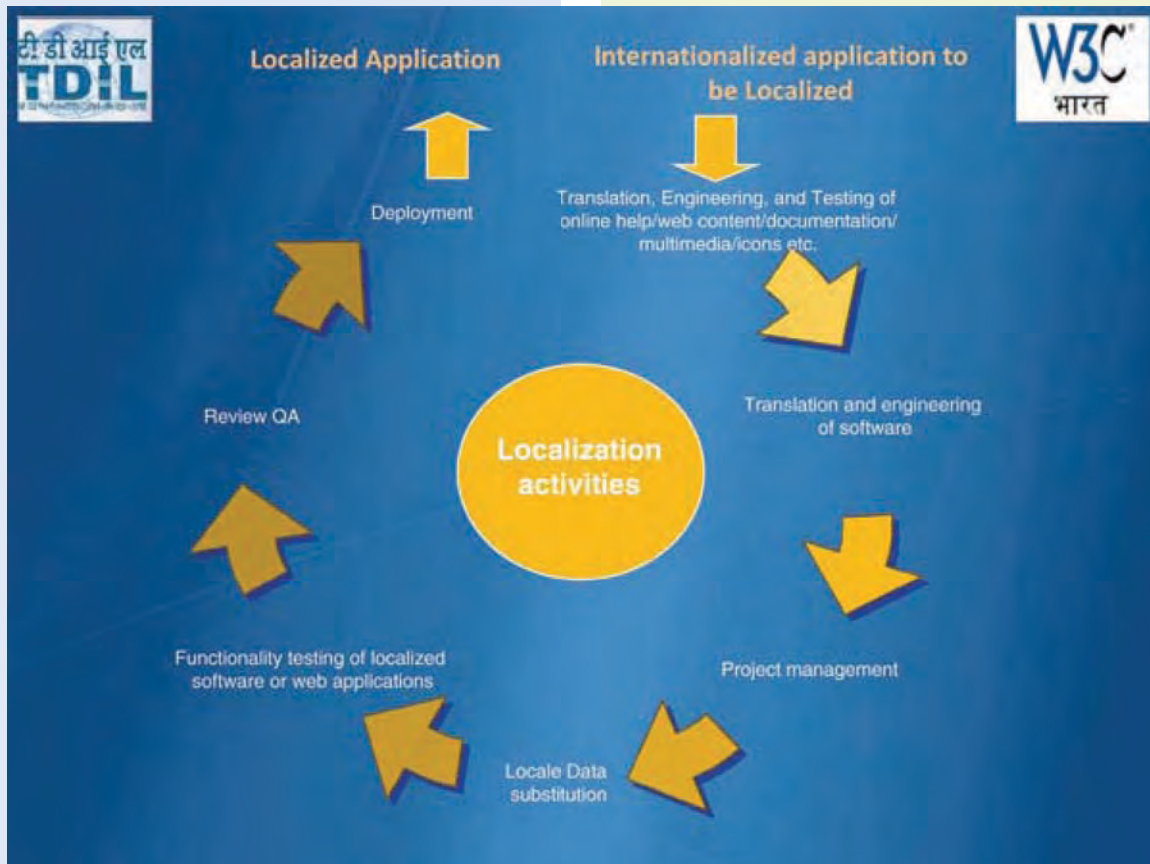 टी डी आई एल
TDIL
W3C
भारत
Localized Application
Internationalized application to
be Localized
Deployment
Translation, Engineering, and Testing of
online help/web content/documentation/
multimedia/icons etc.
Review QA
Translation and engineering
of software
Localization
activities
Functionality testing of localized
software or web applications
Project management
Locale Data
substitution